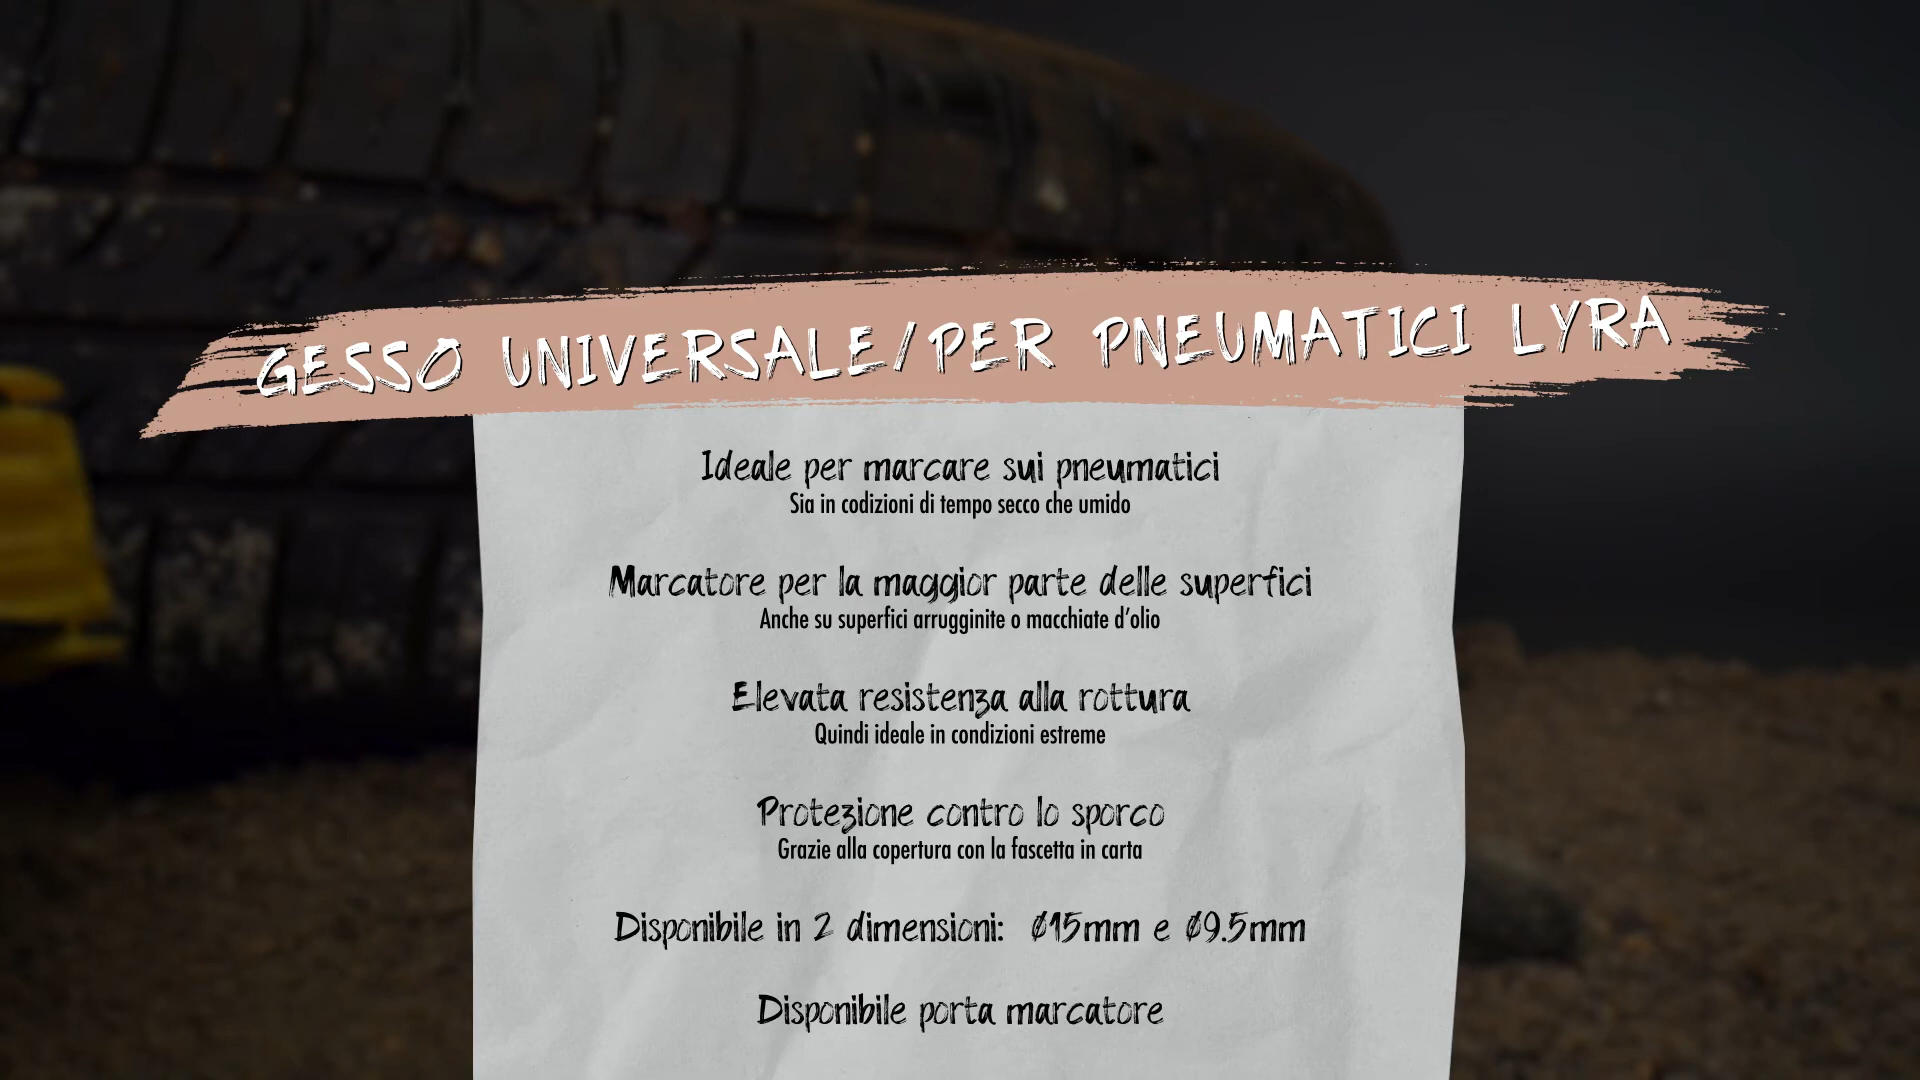 GESSO UNIVERSALE/PER PNEUMATICI LYRA
Ideale per marcare sui pneumatici
Sia in codizioni di tempo secco che umido
Marcatore per la maggior parte delle superfici
Anche su superfici arrugginite o macchiate d'olio
Elevata resistenza alla rottura
Quindi ideale in condizioni estreme
Protezione contro lo sporco
Grazie alla copertura con la fascetta in carta
Disponibile in 2 dimensioni: Ø15mm e Ø9.5mm
Disponibile porta marcatore